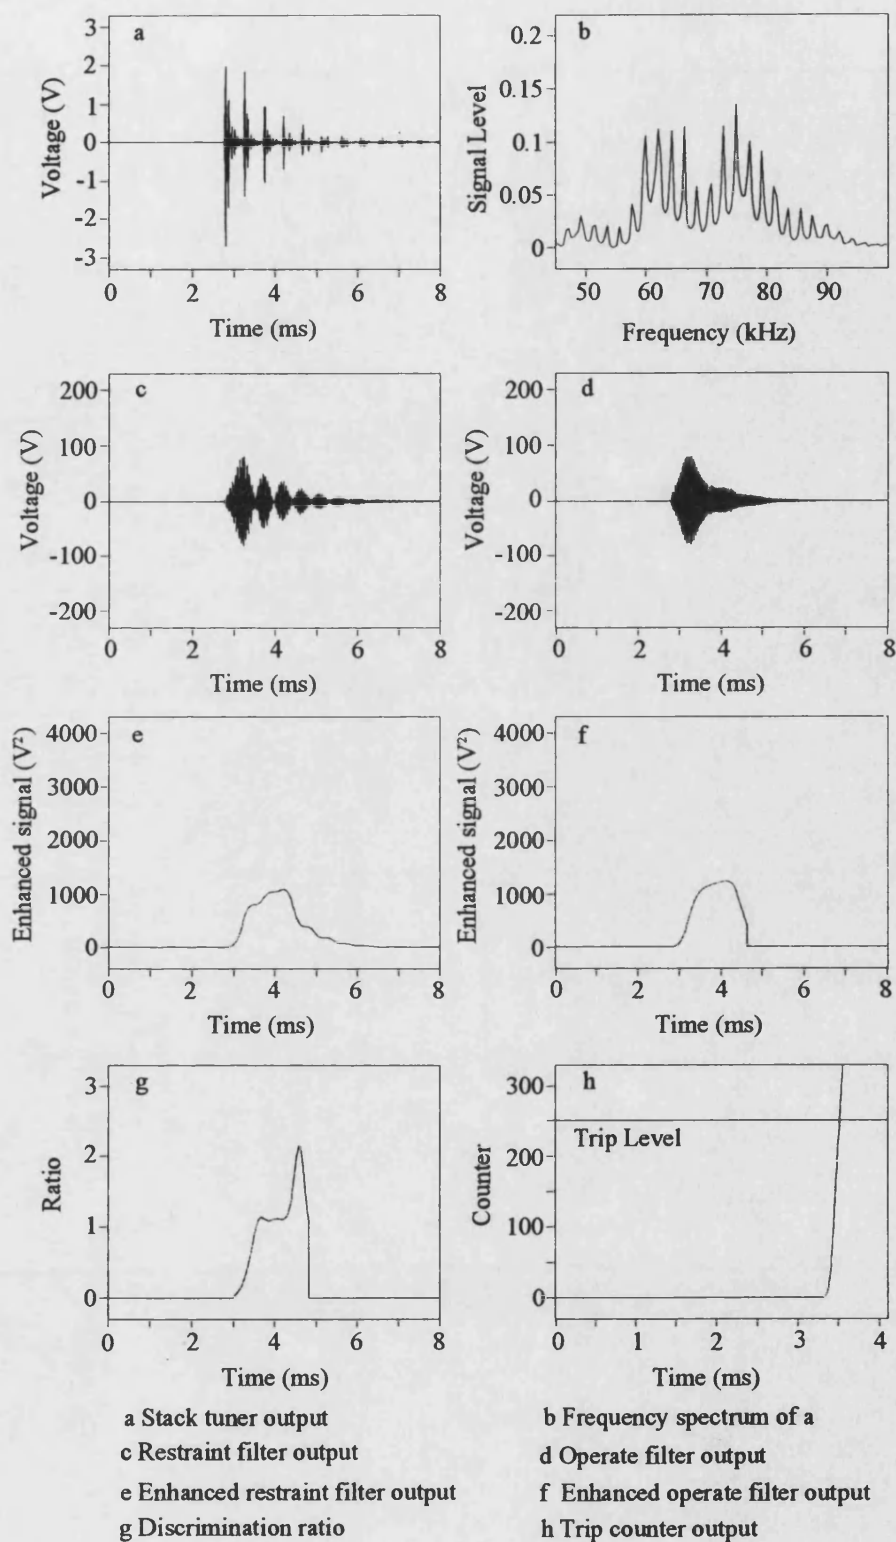 a
3
2
1
0
-1
-2
-3
Voltage (V)
0 2 4 6 8
Time (ms)
b
0.2
0.15
0.1
0.05
0
Signal Level
50 60 70 80 90
Frequency (kHz)
c
200
100
0
-100
-200
Voltage (V)
0 2 4 6 8
Time (ms)
d
200
100
0
-100
-200
Voltage (V)
0 2 4 6 8
Time (ms)
e
4000
3000
2000
1000
0
Enhanced signal (V²)
0 2 4 6 8
Time (ms)
f
4000
3000
2000
1000
0
Enhanced signal (V²)
0 2 4 6 8
Time (ms)
g
3
2
1
0
Ratio
0 2 4 6 8
Time (ms)
h
300
200
100
0
Trip Level
Counter
0 1 2 3 4
Time (ms)
a Stack tuner output
b Frequency spectrum of a
c Restraint filter output
d Operate filter output
e Enhanced restraint filter output
f Enhanced operate filter output
g Discrimination ratio
h Trip counter output